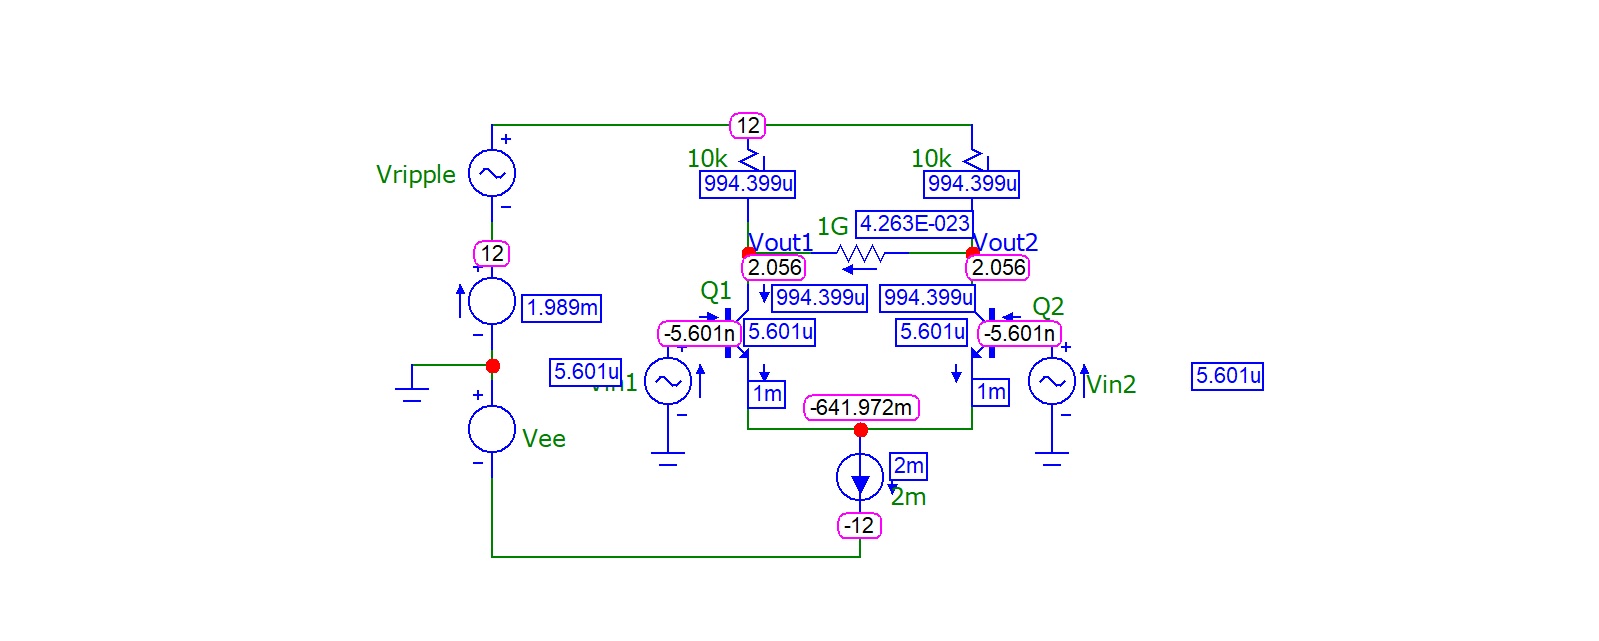 12
+
Vripple
10k
10k
994.399u
994.399u
−
1G
4.263E-023
Vout1
Vout2
12
2.056
2.056
+
Q1
994.399u
994.399u
Q2
1.989m
-5.601n
5.601u
5.601u
-5.601n
−
+
5.601u
1
Vin2
5.601u
+
1m
1m
−
−
-641.972m
Vee
−
2m
2m
-12